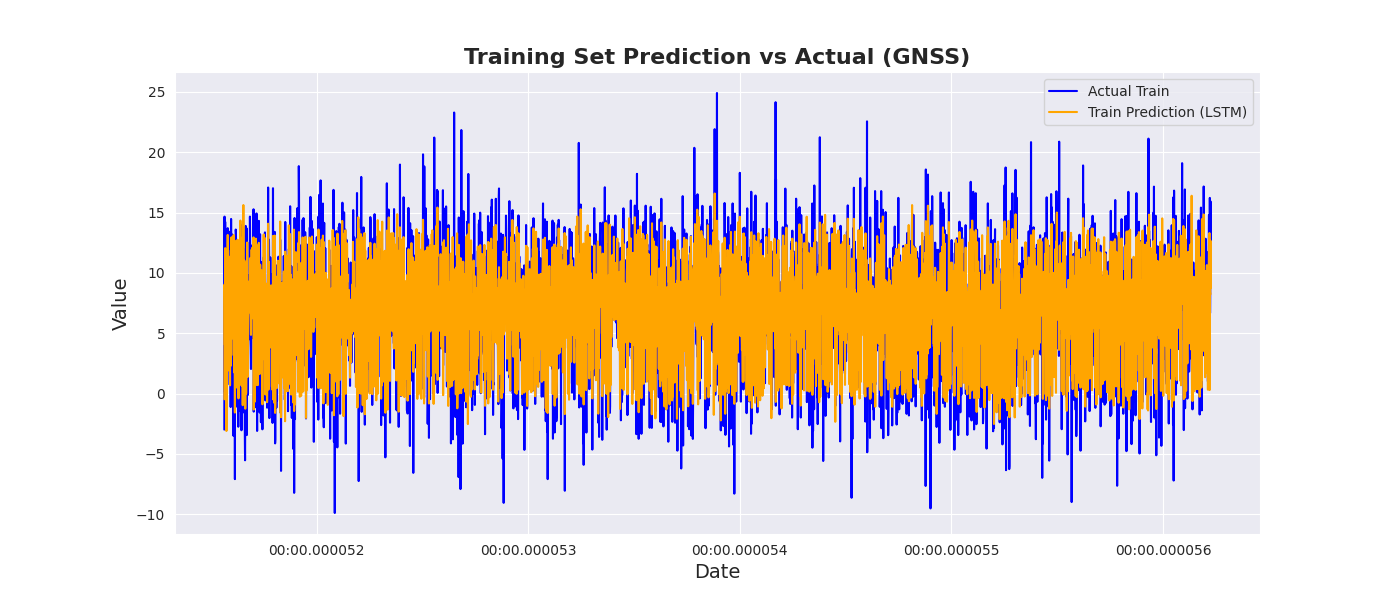 Training Set Prediction vs Actual (GNSS)
Actual Train
Train Prediction (LSTM)
Value
25
20
15
10
5
0
−5
−10
00:00.000052
00:00.000053
00:00.000054
00:00.000055
00:00.000056
Date